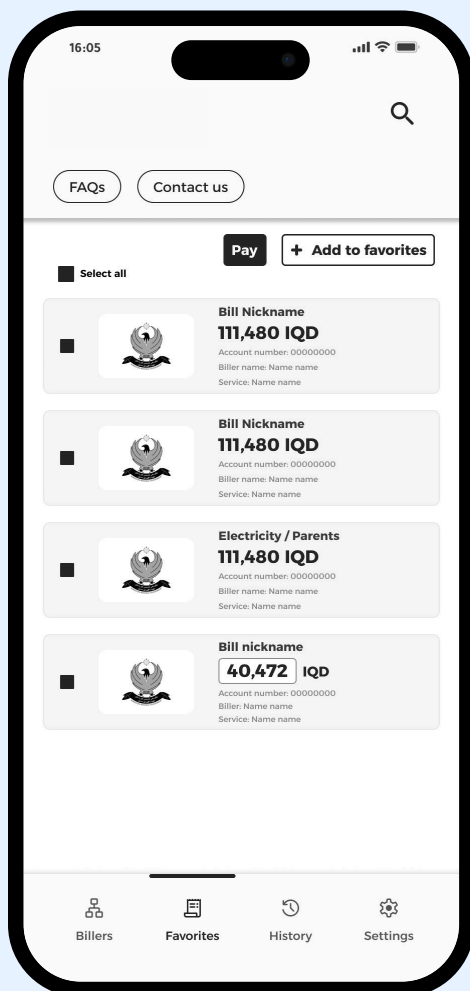 16:05
FAQs
Contact us
Pay
+ Add to favorites
Select all
Bill Nickname
111,480 IQD
Account number: 00000000
Biller name: Name name
Service: Name name
Bill Nickname
111,480 IQD
Account number: 00000000
Biller name: Name name
Service: Name name
Electricity / Parents
111,480 IQD
Account number: 00000000
Biller name: Name name
Service: Name name
Bill nickname
40,472 IQD
Account number: 00000000
Biller: Name name
Service: Name name
Billers
Favorites
History
Settings